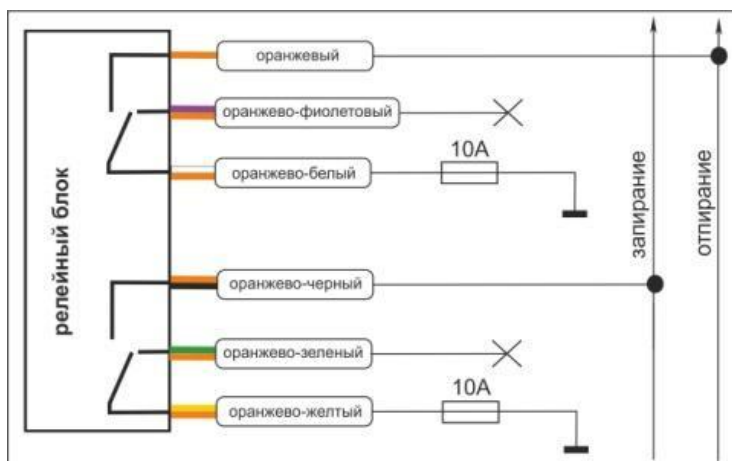 релейный блок
оранжевый
оранжево-фиолетовый
оранжево-белый
10А
оранжево-черный
оранжево-зеленый
оранжево-желтый
10А
запирание
отпирание